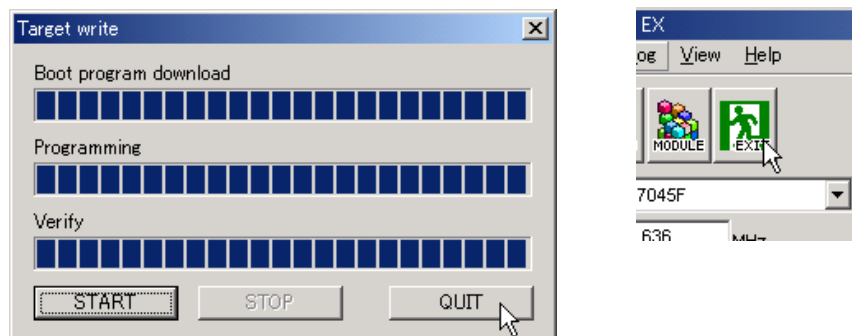 Target write
Boot program download
Programming
Verify
START
STOP
QUIT
EX
og View Help
MODULE
EXIT
7045F
636
MHz